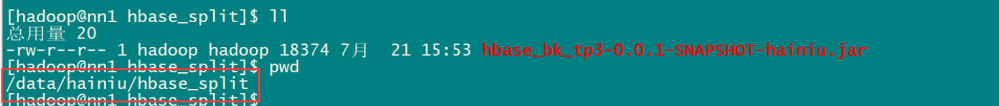 [hadoop@nn1 hbase_split]$ ll
总用量 20
-rw-r--r-- 1 hadoop hadoop 18374 7月  21 15:53 hbase_bk_tp3-0.0.1-SNAPSHOT-hainiu.jar
[hadoop@nn1 hbase_split]$ pwd
/data/hainiu/hbase_split
[hadoop@nn1 hbase_split]$